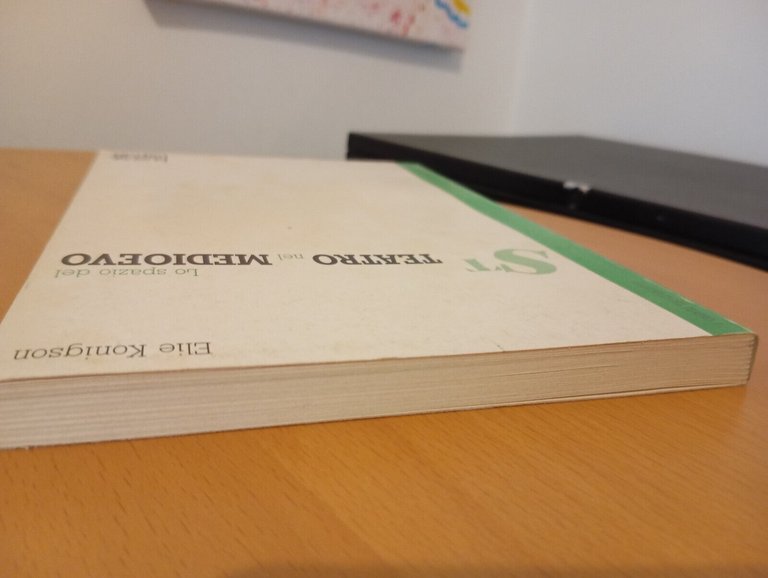 Elie Konigson
Lo spazio del
TEATRO nel MEDIOEVO
ST